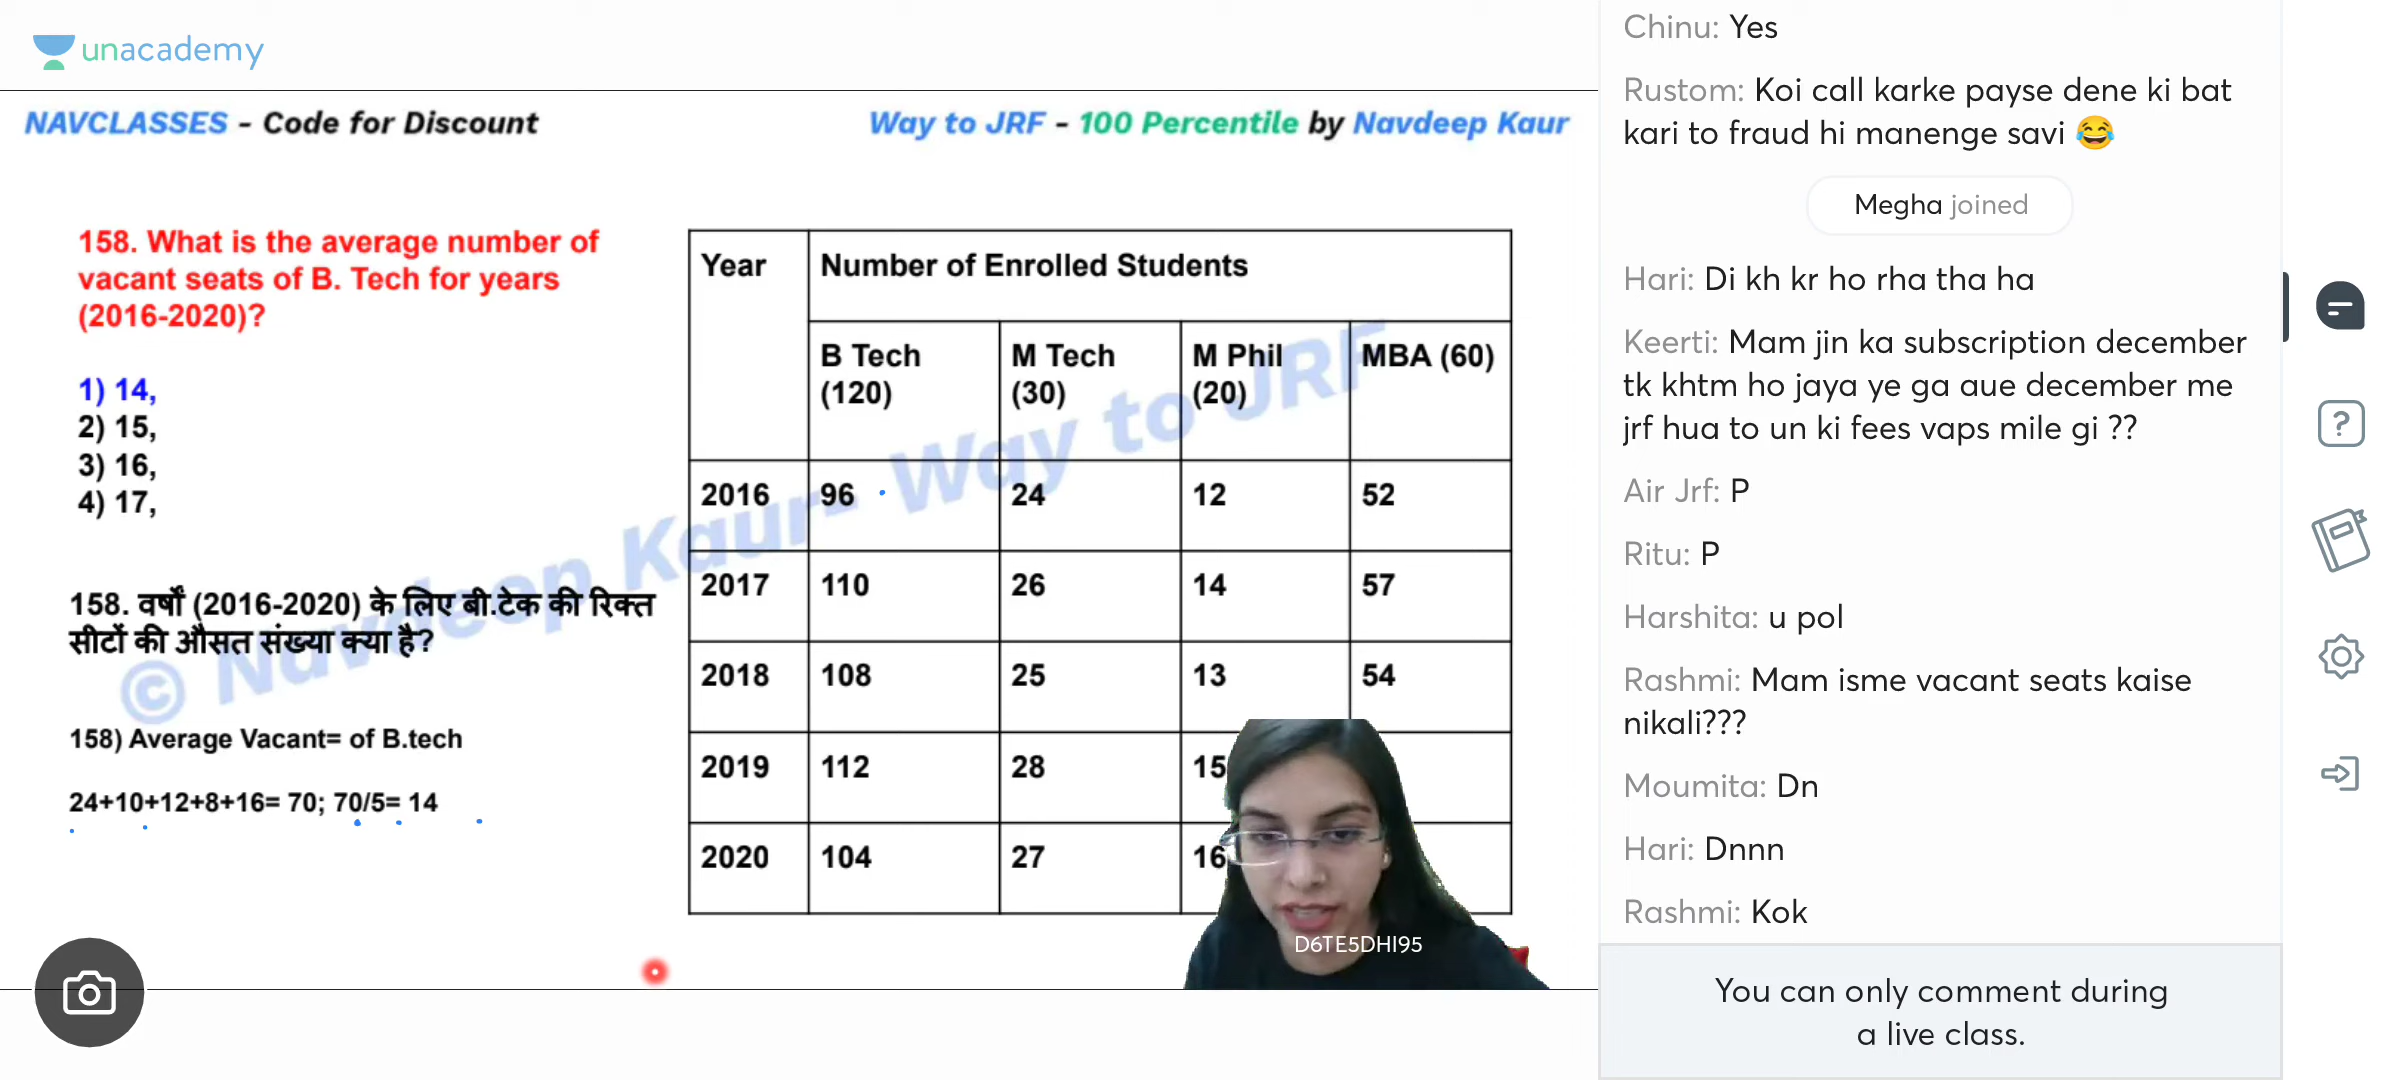 unacademy
NAVCLASSES - Code for Discount
Way to JRF - 100 Percentile by Navdeep Kaur
158. What is the average number of
vacant seats of B. Tech for years
(2016-2020)?
1) 14,
2) 15,
3) 16,
4) 17,
158. वर्षों (2016-2020) के लिए बी.टेक की रिक्त
सीटों की औसत संख्या क्या है?
158) Average Vacant= of B.tech
24+10+12+8+16= 70; 70/5= 14
Year Number of Enrolled Students
B Tech (120) M Tech (30) M Phil (20) MBA (60)
2016 96 24 12 52
2017 110 26 14 57
2018 108 25 13 54
2019 112 28 15
2020 104 27 16
© Navdeep Kaur- Way to JRF
D6TE5DHI95
Chinu: Yes
Rustom: Koi call karke payse dene ki bat
kari to fraud hi manenge savi 😂
Megha joined
Hari: Di kh kr ho rha tha ha
Keerti: Mam jin ka subscription december
tk khtm ho jaya ye ga aue december me
jrf hua to un ki fees vaps mile gi ??
Air Jrf: P
Ritu: P
Harshita: u pol
Rashmi: Mam isme vacant seats kaise
nikali???
Moumita: Dn
Hari: Dnnn
Rashmi: Kok
You can only comment during
a live class.